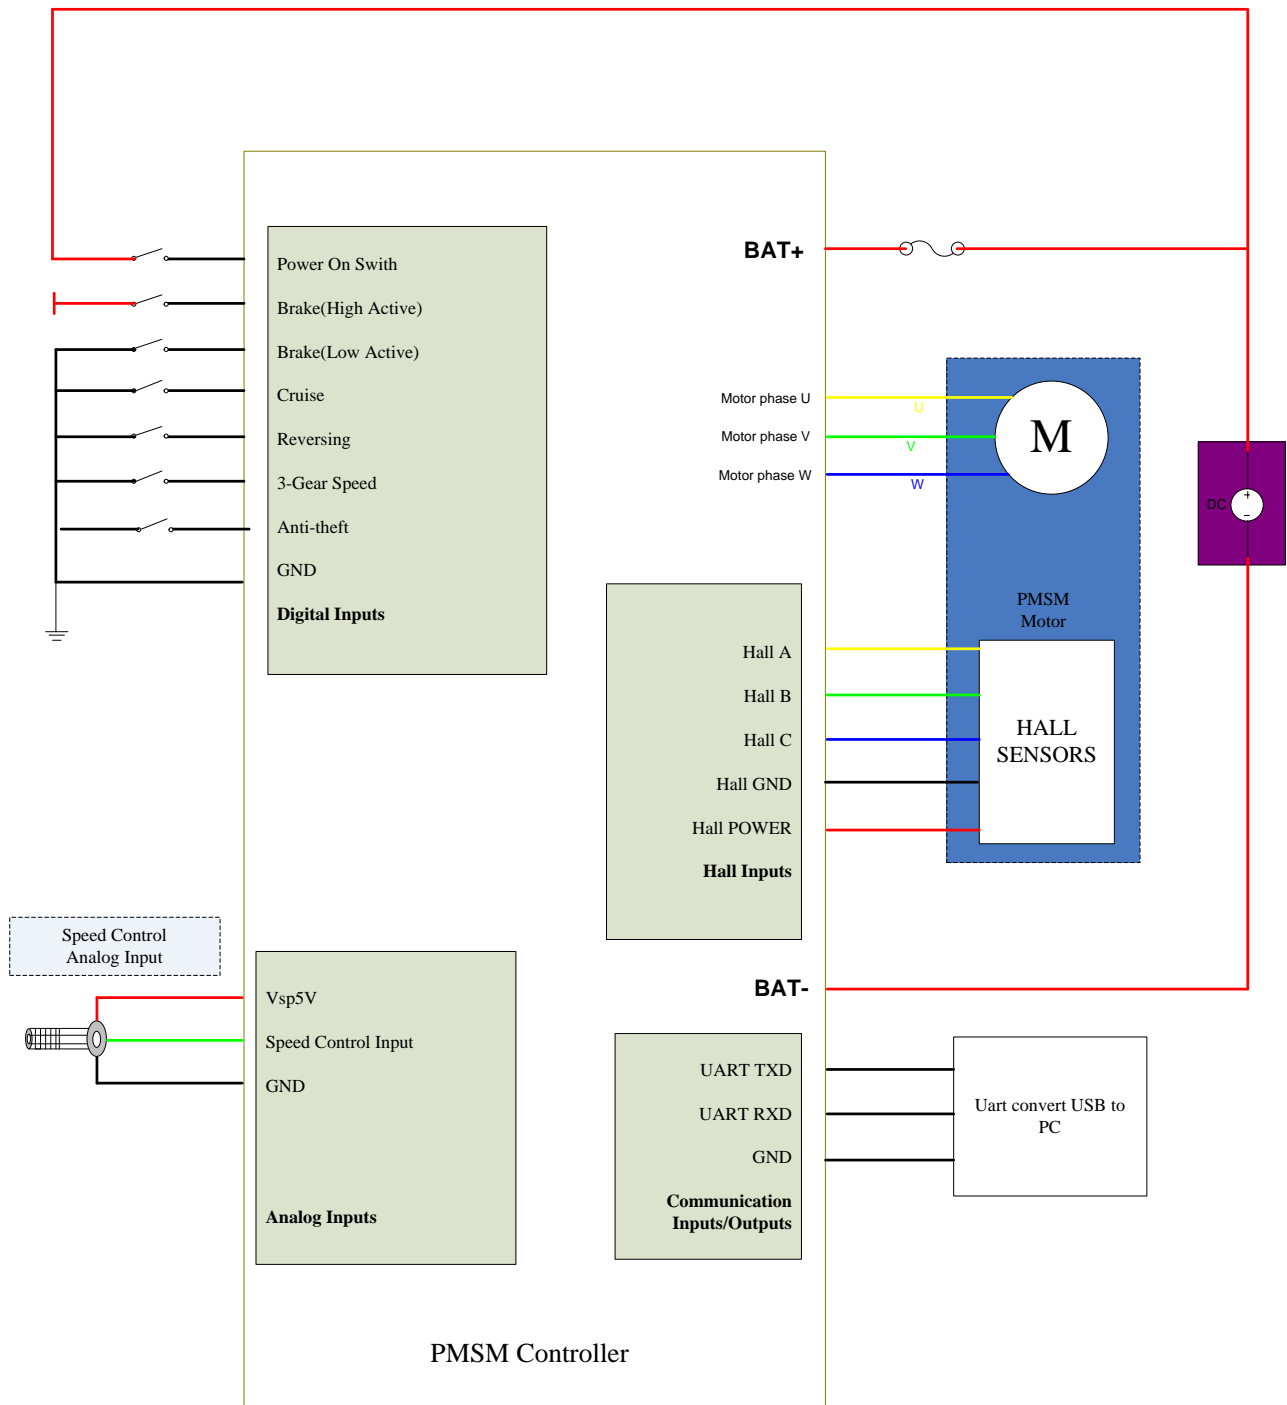 Power On Swith
Brake(High Active)
Brake(Low Active)
Cruise
Reversing
3-Gear Speed
Anti-theft
GND
Digital Inputs
BAT+
Motor phase U
Motor phase V
Motor phase W
U
V
W
M
DC
+
−
PMSM
Motor
Hall A
Hall B
Hall C
Hall GND
Hall POWER
Hall Inputs
HALL
SENSORS
Speed Control
Analog Input
Vsp5V
Speed Control Input
GND
Analog Inputs
BAT-
UART TXD
UART RXD
GND
Communication
Inputs/Outputs
Uart convert USB to
PC
PMSM Controller